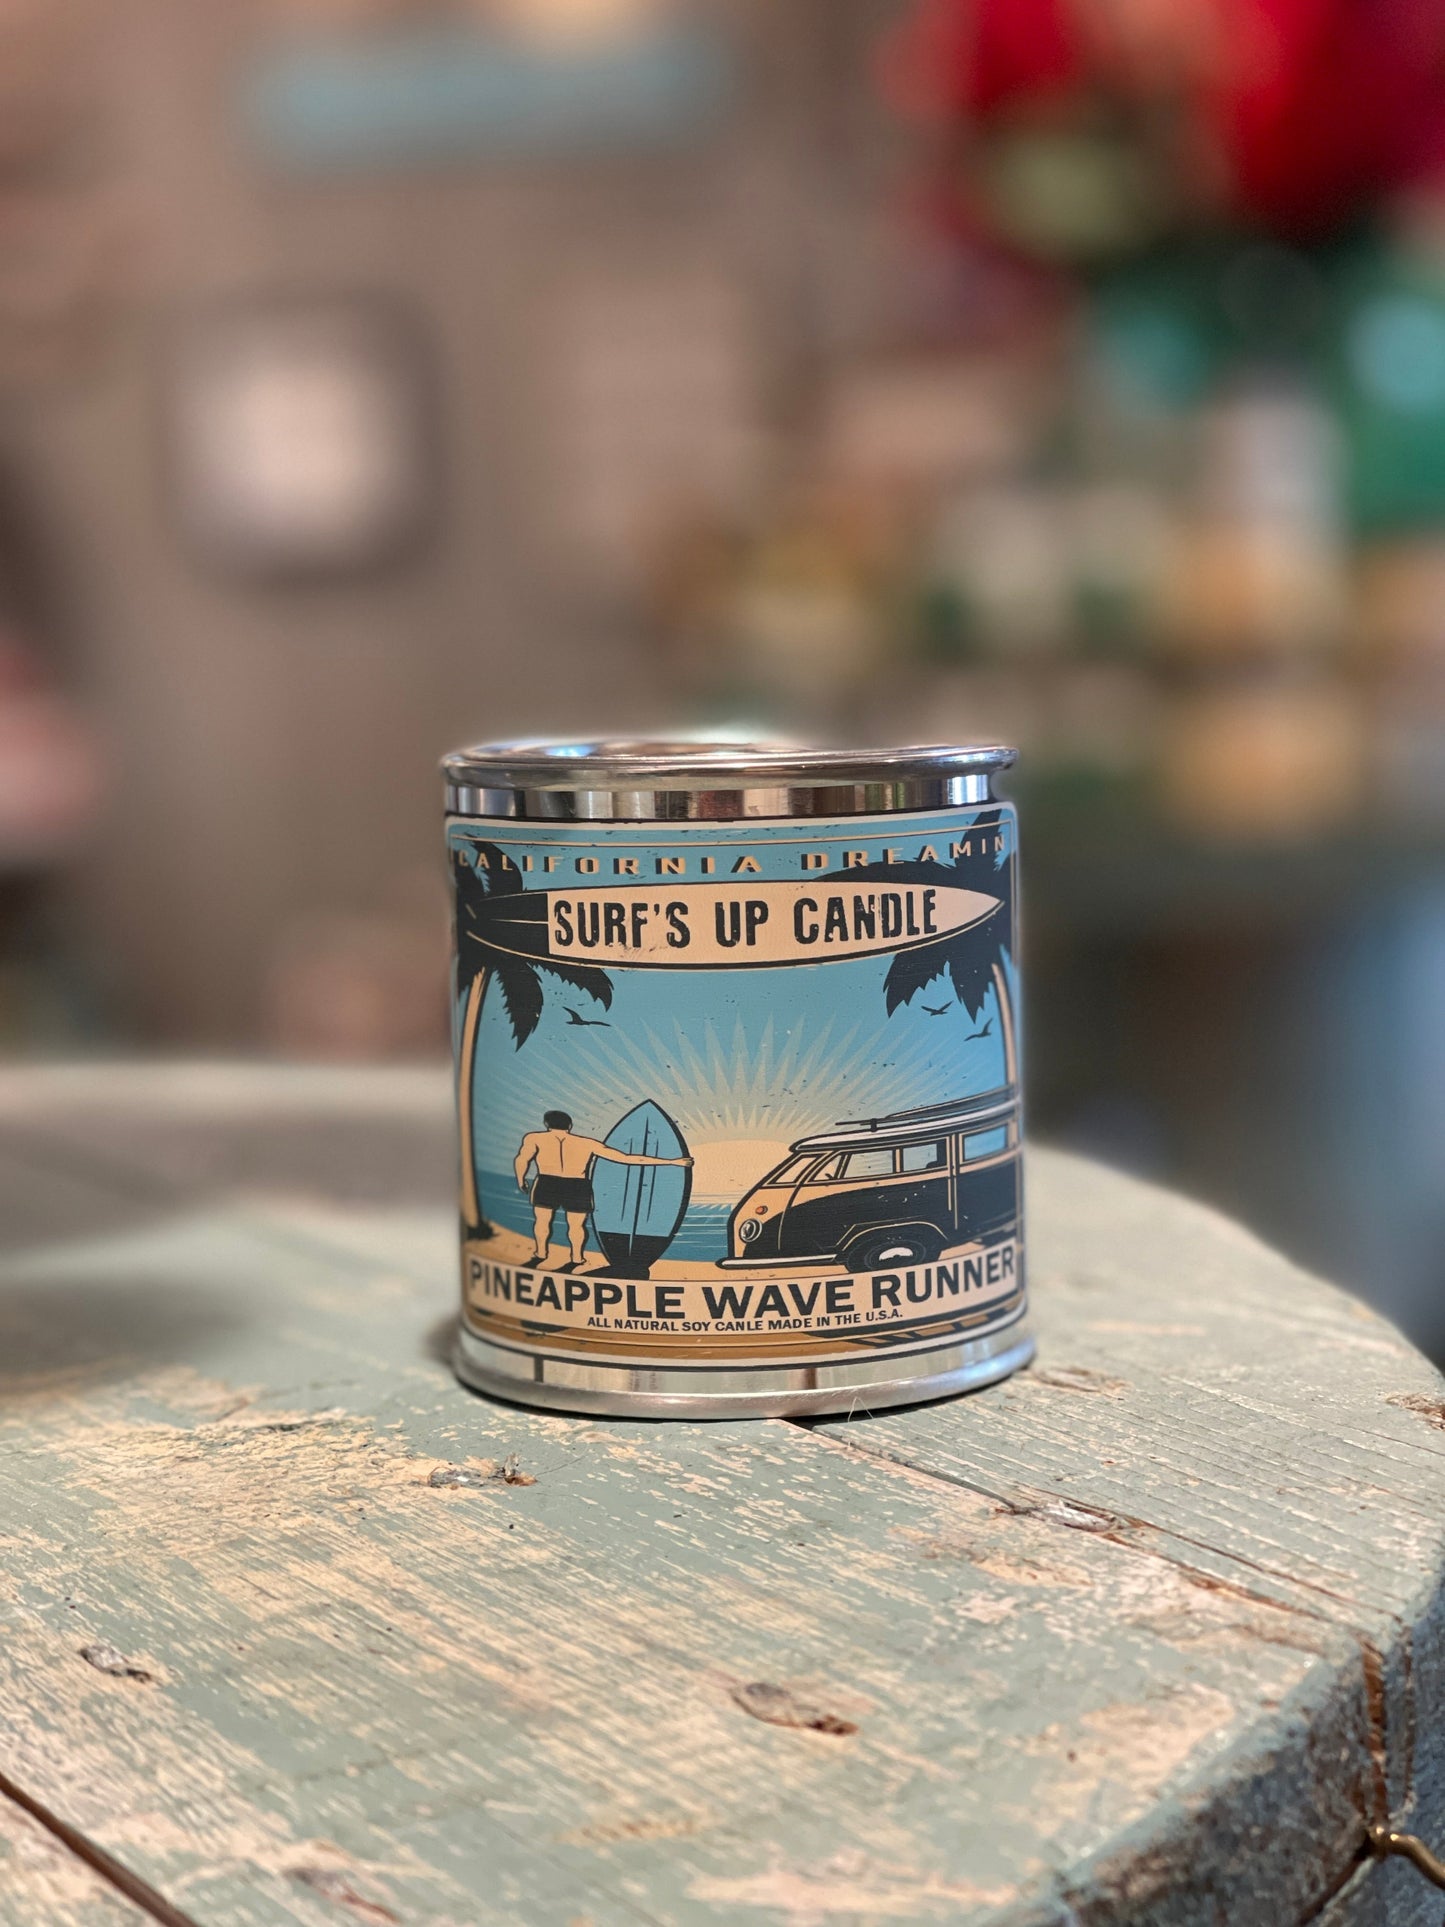 CALIFORNIA DREAMIN
SURF'S UP CANDLE
PINEAPPLE WAVE RUNNER
ALL NATURAL SOY CANLE MADE IN THE U.S.A.